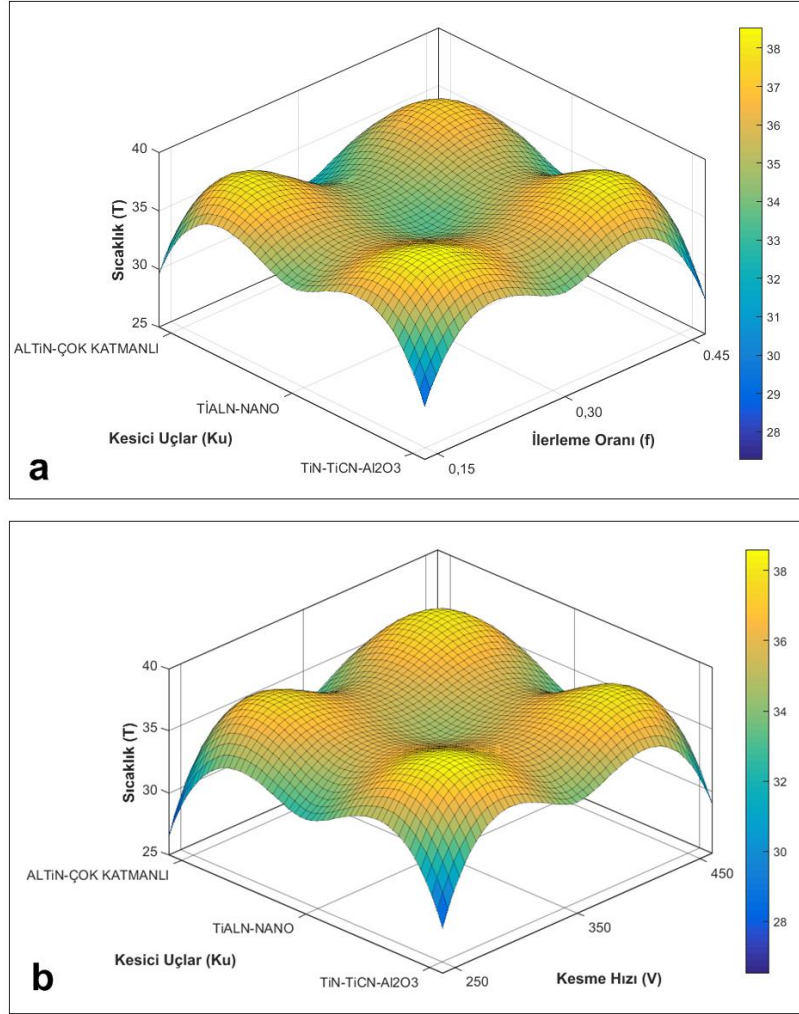 40
35
30
25
Sıcaklık (T)
ALTiN-ÇOK KATMANLI
TİALN-NANO
TiN-TiCN-Al2O3
Kesici Uçlar (Ku)
0,15
0,30
0.45
İlerleme Oranı (f)
38
37
36
35
34
33
32
31
30
29
28
a
40
35
30
25
Sıcaklık (T)
ALTiN-ÇOK KATMANLI
TiALN-NANO
TiN-TiCN-Al2O3
Kesici Uçlar (Ku)
250
350
450
Kesme Hızı (V)
38
36
34
32
30
28
b